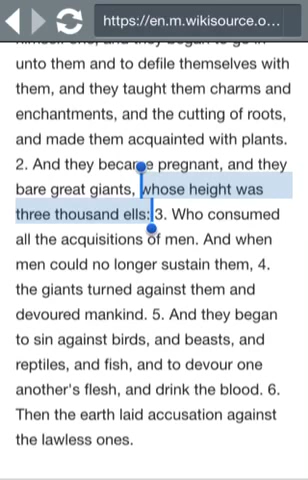 https://en.m.wikisource.o...
unto them and to defile themselves with
them, and they taught them charms and
enchantments, and the cutting of roots,
and made them acquainted with plants.
2. And they became pregnant, and they
bare great giants, whose height was
three thousand ells: 3. Who consumed
all the acquisitions of men. And when
men could no longer sustain them, 4.
the giants turned against them and
devoured mankind. 5. And they began
to sin against birds, and beasts, and
reptiles, and fish, and to devour one
another's flesh, and drink the blood. 6.
Then the earth laid accusation against
the lawless ones.